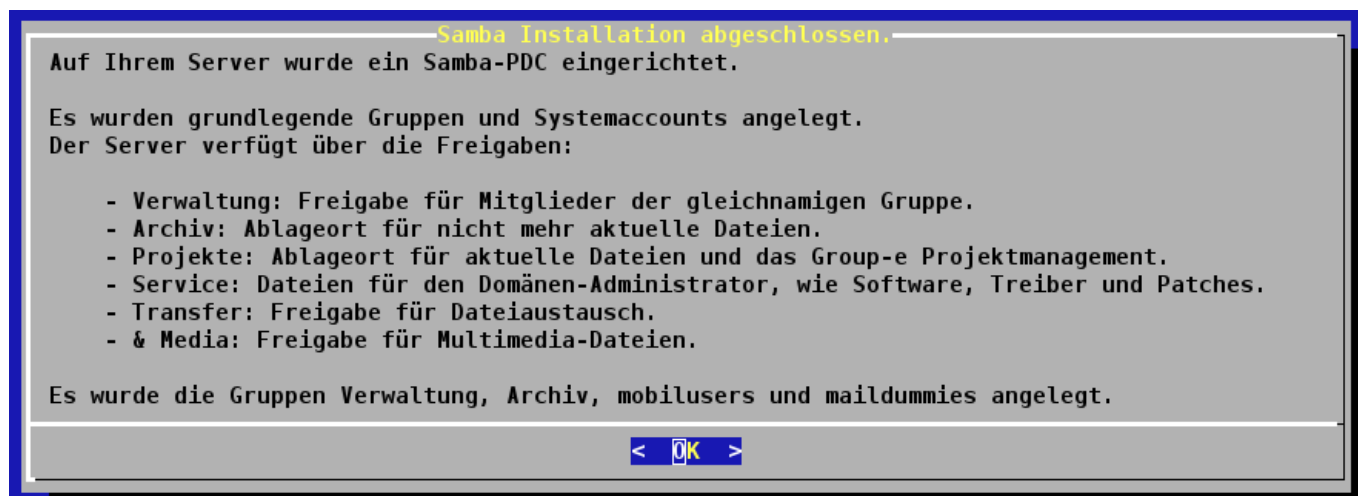 Samba Installation abgeschlossen.
Auf Ihrem Server wurde ein Samba-PDC eingerichtet.
Es wurden grundlegende Gruppen und Systemaccounts angelegt.
Der Server verfügt über die Freigaben:
- Verwaltung: Freigabe für Mitglieder der gleichnamigen Gruppe.
- Archiv: Ablageort für nicht mehr aktuelle Dateien.
- Projekte: Ablageort für aktuelle Dateien und das Group-e Projektmanagement.
- Service: Dateien für den Domänen-Administrator, wie Software, Treiber und Patches.
- Transfer: Freigabe für Dateiaustausch.
- & Media: Freigabe für Multimedia-Dateien.
Es wurde die Gruppen Verwaltung, Archiv, mobilusers und maildummies angelegt.
< OK >